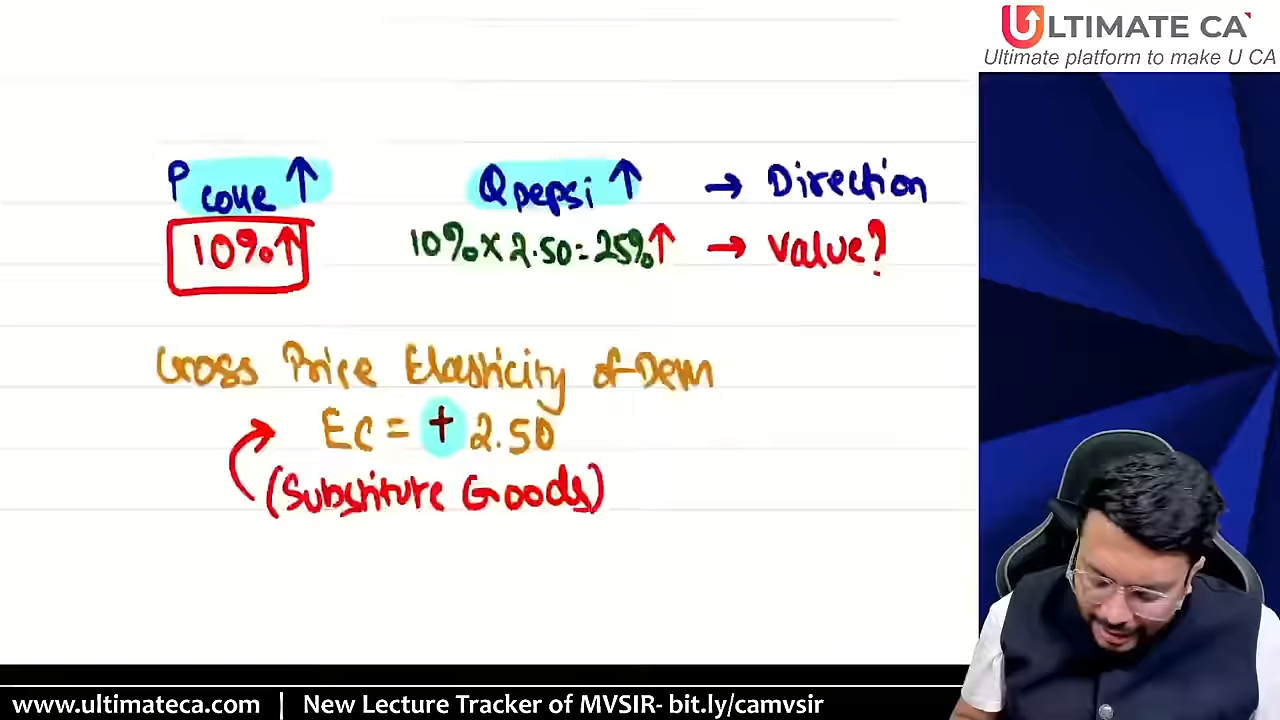 ULTIMATE CA
Ultimate platform to make U CA
P coke ↑ Q pepsi ↑ → Direction
10%↑ 10% x 2.50 = 25%↑ → Value?
Cross Price Elasticity of Dem
Ec = + 2.50
(Substitute Goods)
www.ultimateca.com | New Lecture Tracker of MVSIR- bit.ly/camvsir